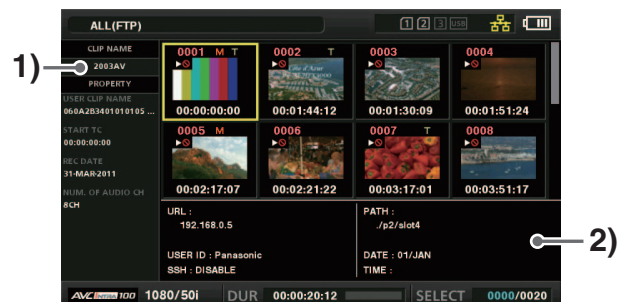 ALL(FTP)
1 2 3 USB
CLIP NAME
2003AV
PROPERTY
USER CLIP NAME
060A2B3401010105 ...
START TC
00:00:00:00
REC DATE
31-MAR-2011
NUM. OF AUDIO CH
8CH
0001 M T
00:00:00:00
0002 T
Côte d'Azur
00:01:44:12
0003
00:01:30:09
0004
00:01:51:24
0005 M
00:02:17:07
0006
00:02:21:22
0007 T
00:03:17:01
0008
00:03:51:17
URL :
192.168.0.5
USER ID : Panasonic
SSH : DISABLE
PATH :
./p2/slot4
DATE : 01/JAN
TIME :
AVC-INTRA 100 1080/50i DUR 00:00:20:12 SELECT 0000/0020
1)
2)